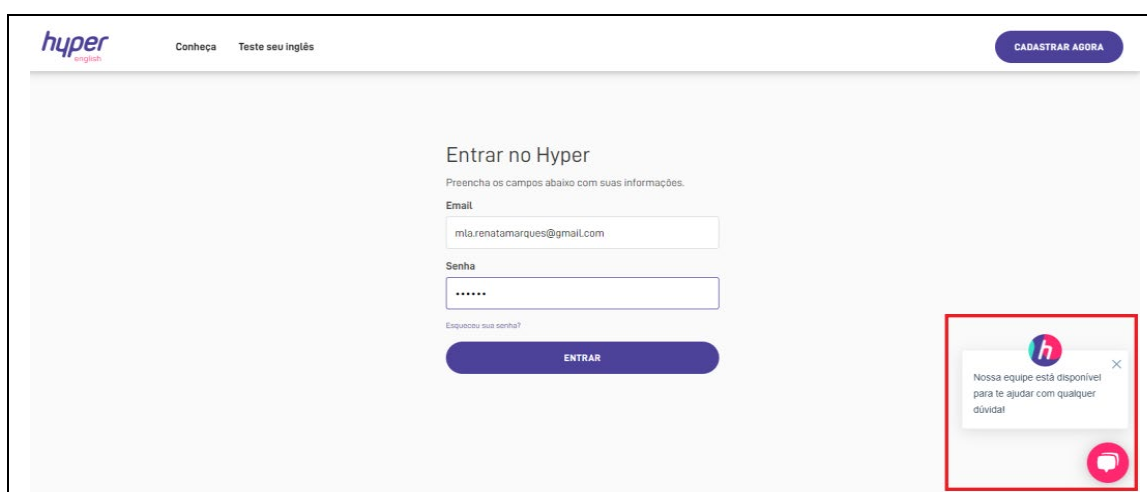 hyper
english
Conheça
Teste seu inglês
CADASTRAR AGORA
Entrar no Hyper
Preencha os campos abaixo com suas informações.
Email
mla.renatamarques@gmail.com
Senha
••••••
Esqueceu sua senha?
ENTRAR
h
Nossa equipe está disponível
para te ajudar com qualquer
dúvida!